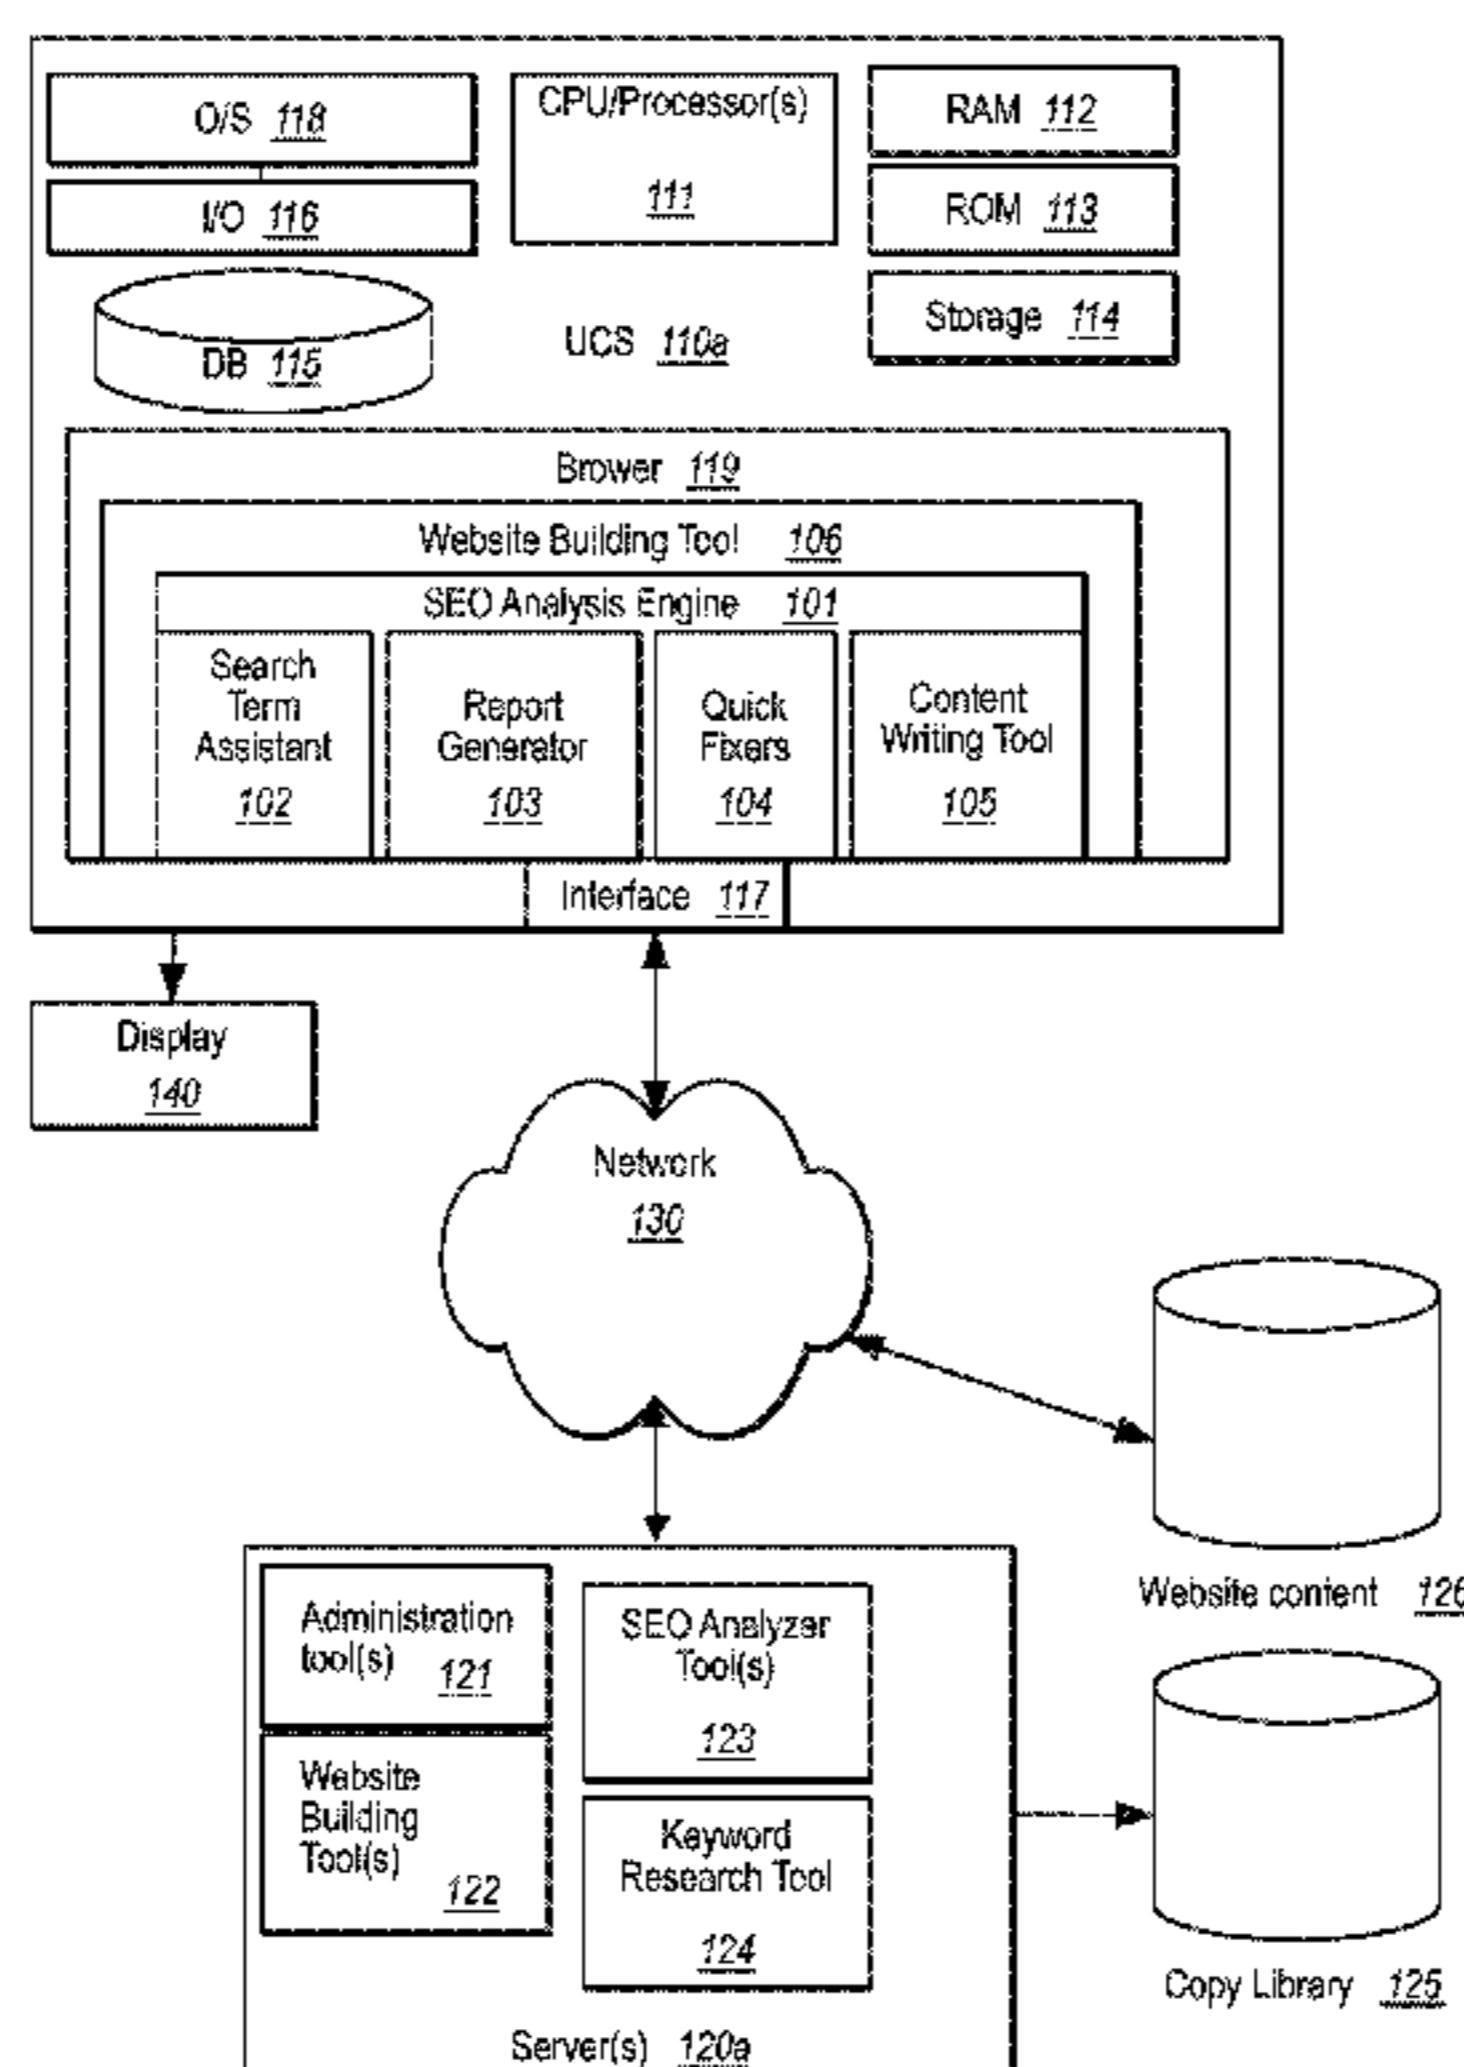 O/S 118
CPU/Processor(s)
111
RAM 112
I/O 116
ROM 113
DB 115
UCS 110a
Storage 114
Brower 119
Website Building Tool 106
SEO Analysis Engine 101
Search
Term
Assistant
102
Report
Generator
103
Quick
Fixers
104
Content
Writing Tool
105
Interface 117
Display
140
Network
130
Website content 126
Administration
tool(s) 121
SEO Analyzer
Tool(s)
123
Website
Building
Tool(s)
122
Keyword
Research Tool
124
Copy Library 125
Server(s) 120a